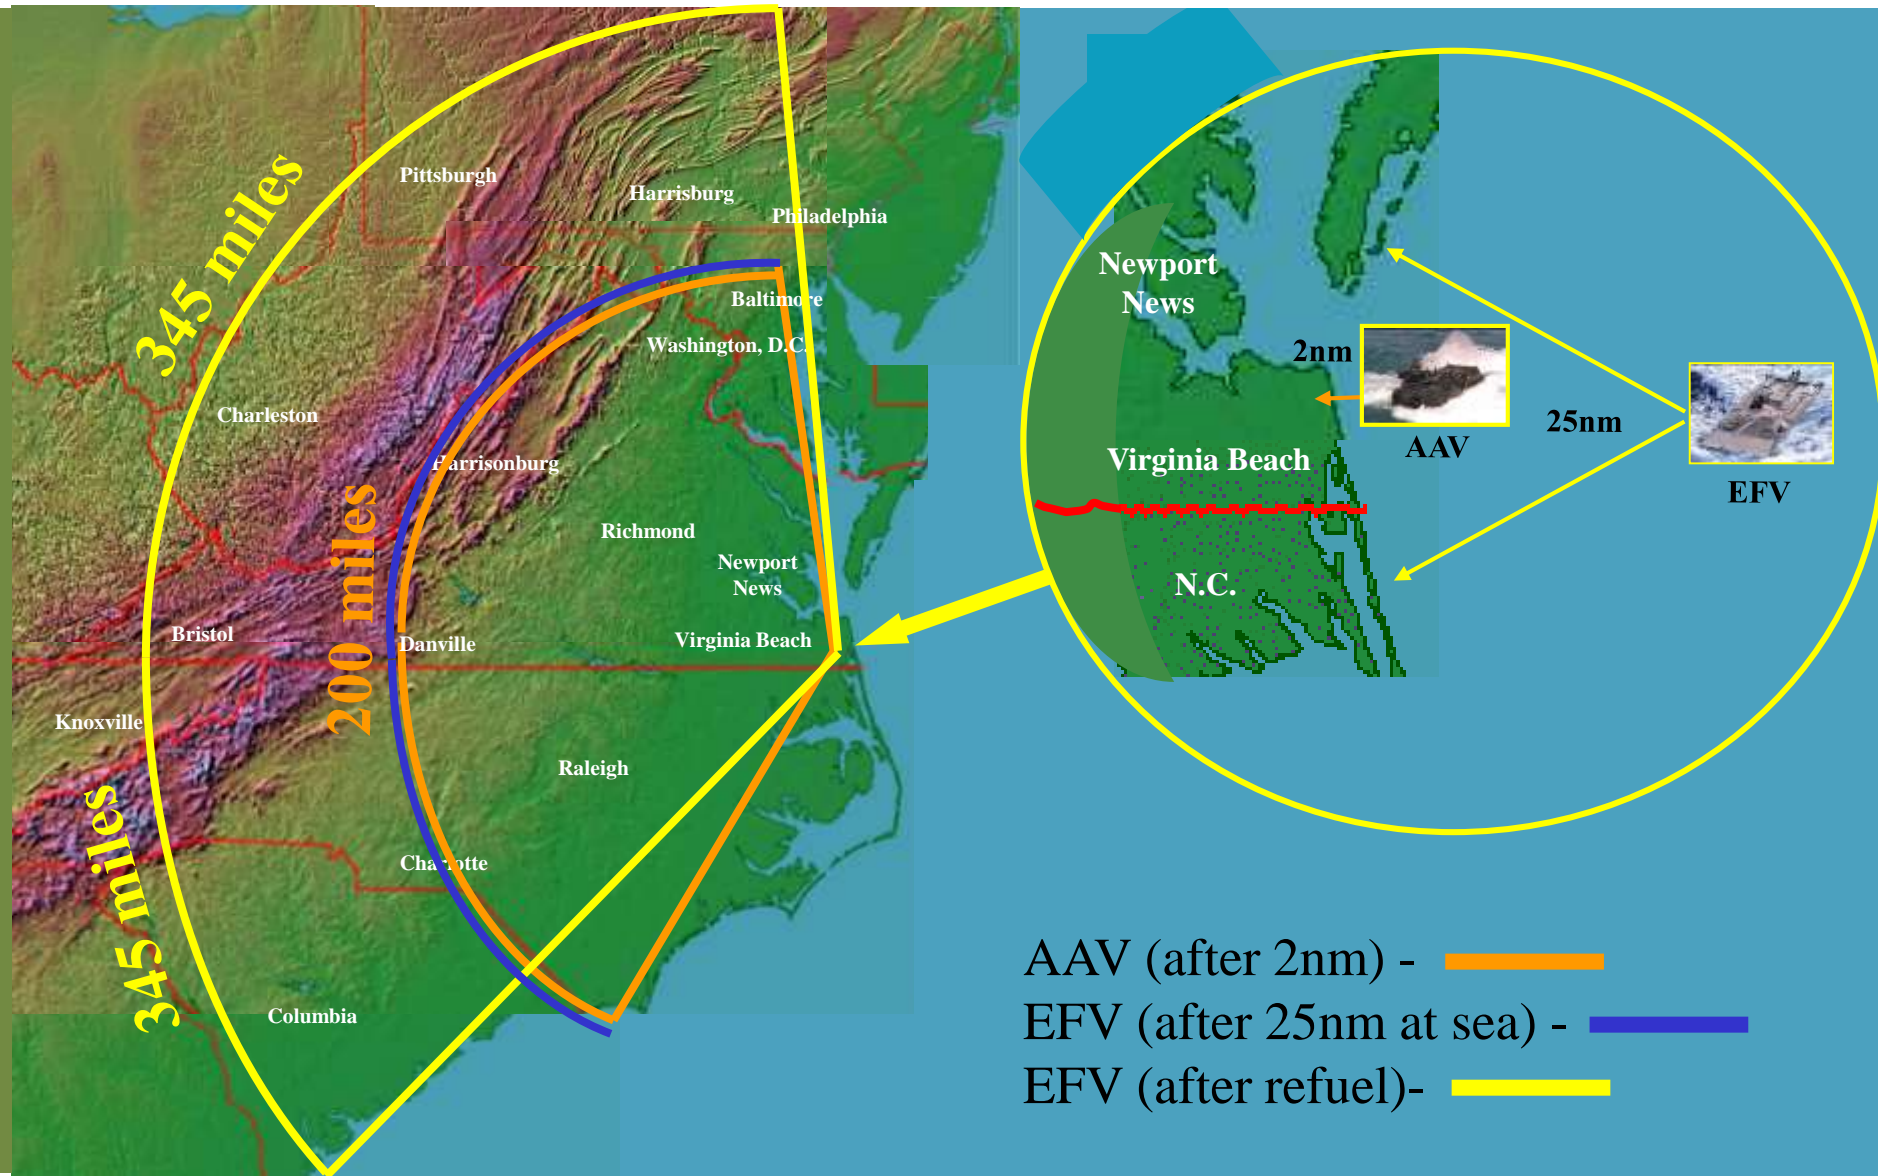 Pittsburgh
Harrisburg
Philadelphia
345 miles
Baltimore
Washington, D.C.
Charleston
Harrisonburg
200 miles
Richmond
Newport
News
Bristol
Danville
Virginia Beach
Knoxville
Raleigh
345 miles
Charlotte
Columbia
Newport
News
2nm
AAV
25nm
EFV
Virginia Beach
N.C.
AAV (after 2nm) -
EFV (after 25nm at sea) -
EFV (after refuel)-